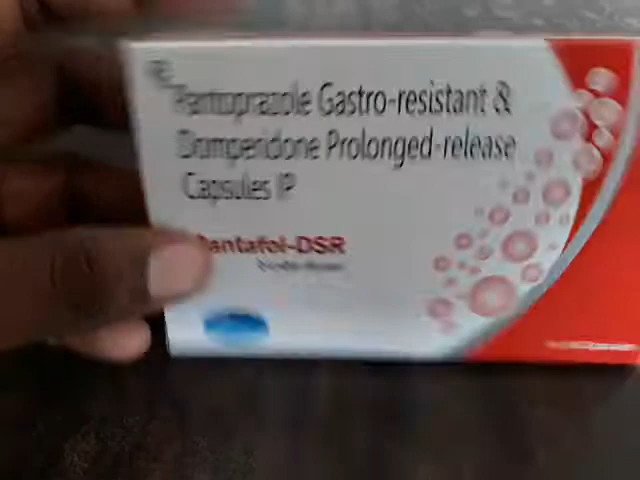 Pantoprazole Gastro-resistant &
Domperidone Prolonged-release
Capsules IP
Pantafol-DSR